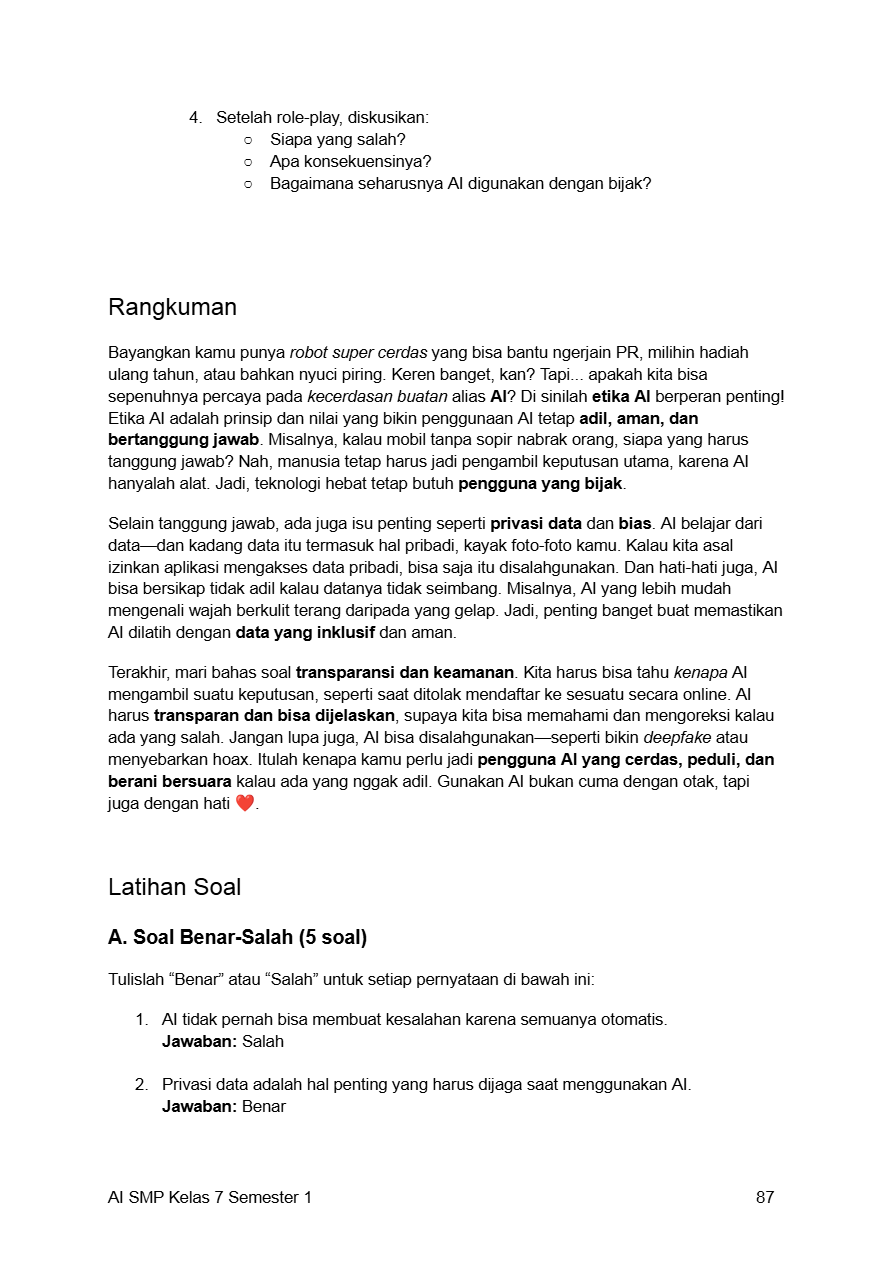 4. Setelah role-play, diskusikan:
○ Siapa yang salah?
○ Apa konsekuensinya?
○ Bagaimana seharusnya AI digunakan dengan bijak?
Rangkuman
Bayangkan kamu punya robot super cerdas yang bisa bantu ngerjain PR, milihin hadiah
ulang tahun, atau bahkan nyuci piring. Keren banget, kan? Tapi... apakah kita bisa
sepenuhnya percaya pada kecerdasan buatan alias AI? Di sinilah etika AI berperan penting!
Etika AI adalah prinsip dan nilai yang bikin penggunaan AI tetap adil, aman, dan
bertanggung jawab. Misalnya, kalau mobil tanpa sopir nabrak orang, siapa yang harus
tanggung jawab? Nah, manusia tetap harus jadi pengambil keputusan utama, karena AI
hanyalah alat. Jadi, teknologi hebat tetap butuh pengguna yang bijak.
Selain tanggung jawab, ada juga isu penting seperti privasi data dan bias. AI belajar dari
data—dan kadang data itu termasuk hal pribadi, kayak foto-foto kamu. Kalau kita asal
izinkan aplikasi mengakses data pribadi, bisa saja itu disalahgunakan. Dan hati-hati juga, AI
bisa bersikap tidak adil kalau datanya tidak seimbang. Misalnya, AI yang lebih mudah
mengenali wajah berkulit terang daripada yang gelap. Jadi, penting banget buat memastikan
AI dilatih dengan data yang inklusif dan aman.
Terakhir, mari bahas soal transparansi dan keamanan. Kita harus bisa tahu kenapa AI
mengambil suatu keputusan, seperti saat ditolak mendaftar ke sesuatu secara online. AI
harus transparan dan bisa dijelaskan, supaya kita bisa memahami dan mengoreksi kalau
ada yang salah. Jangan lupa juga, AI bisa disalahgunakan—seperti bikin deepfake atau
menyebarkan hoax. Itulah kenapa kamu perlu jadi pengguna AI yang cerdas, peduli, dan
berani bersuara kalau ada yang nggak adil. Gunakan AI bukan cuma dengan otak, tapi
juga dengan hati ❤️.
Latihan Soal
A. Soal Benar-Salah (5 soal)
Tulislah “Benar” atau “Salah” untuk setiap pernyataan di bawah ini:
1. AI tidak pernah bisa membuat kesalahan karena semuanya otomatis.
Jawaban: Salah
2. Privasi data adalah hal penting yang harus dijaga saat menggunakan AI.
Jawaban: Benar
AI SMP Kelas 7 Semester 1 87